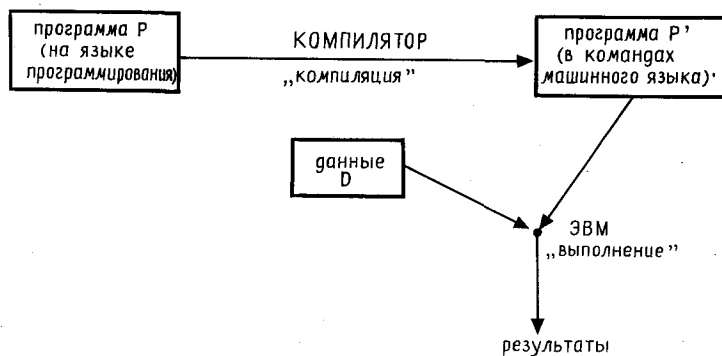 программа P
(на языке
программирования)
КОМПИЛЯТОР
„компиляция”
программа P'
(в командах
машинного языка)
данные
D
ЭВМ
„выполнение”
результаты